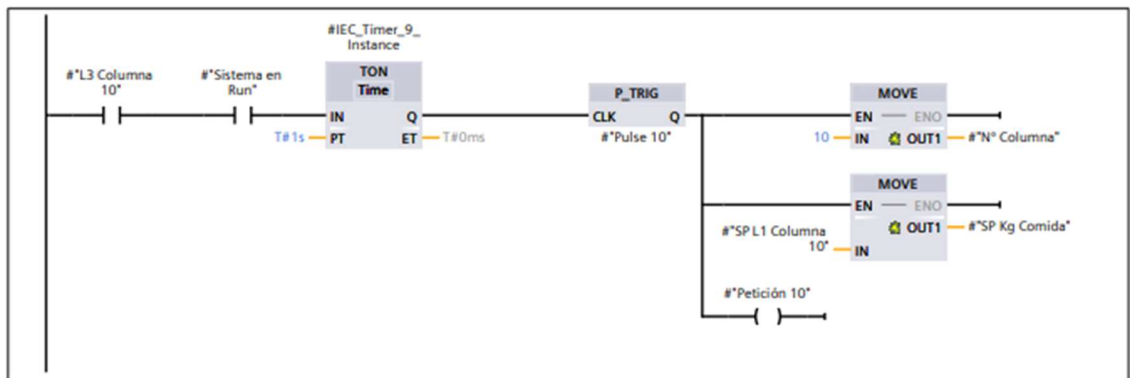 #IEC_Timer_9_
Instance
#"L3 Columna
10"
#"Sistema en
Run"
TON
Time
IN Q
T#1s PT ET T#0ms
P_TRIG
CLK Q
#"Pulse 10"
MOVE
EN ENO
10 IN OUT1 #"Nº Columna"
MOVE
EN ENO
OUT1 #"SP Kg Comida"
#"SP L1 Columna
10" IN
#"Petición 10"